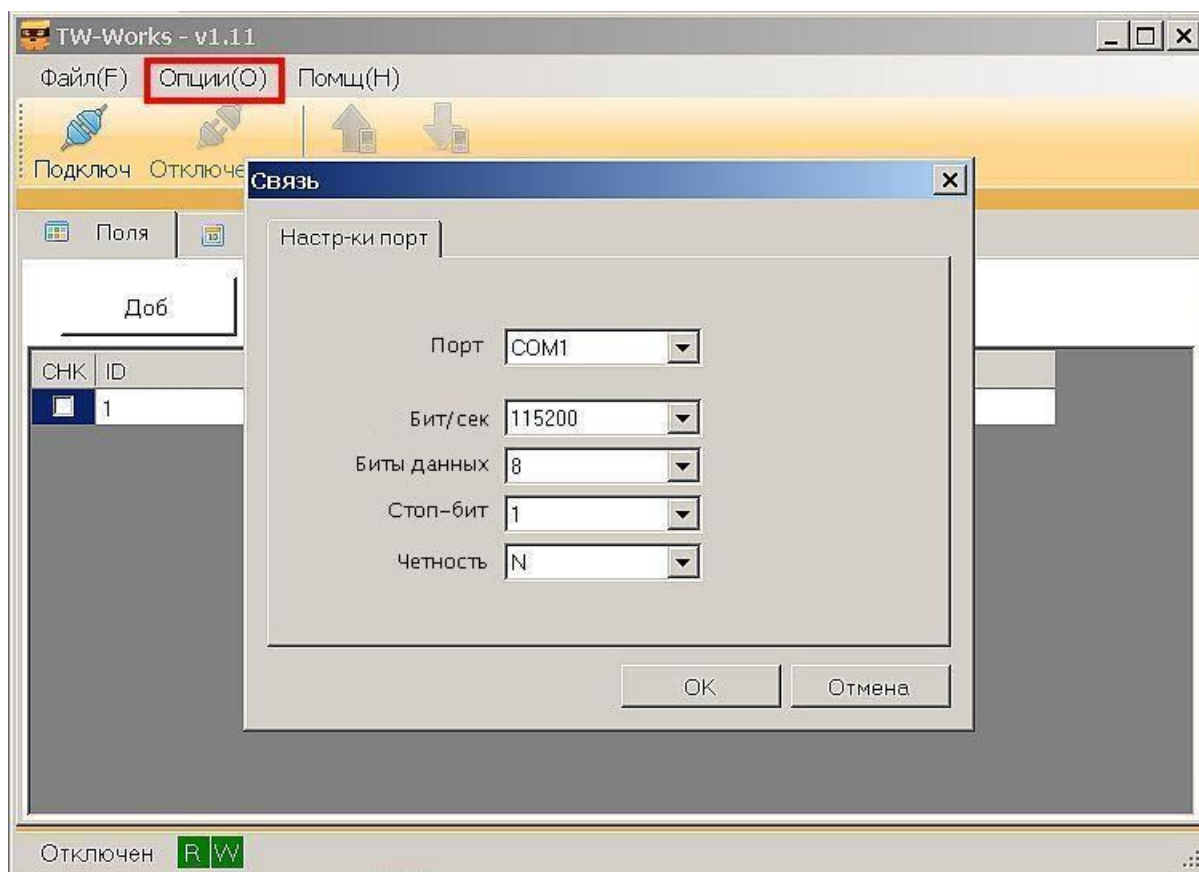 TW-Works - v1.11
Файл(F) Опции(O) Помщ(H)
Подключ Отключе
Связь
Поля
Настр-ки порт
Доб
Порт COM1
CHK ID
1
Бит/сек 115200
Биты данных 8
Стоп-бит 1
Четность N
OK Отмена
Отключен R W